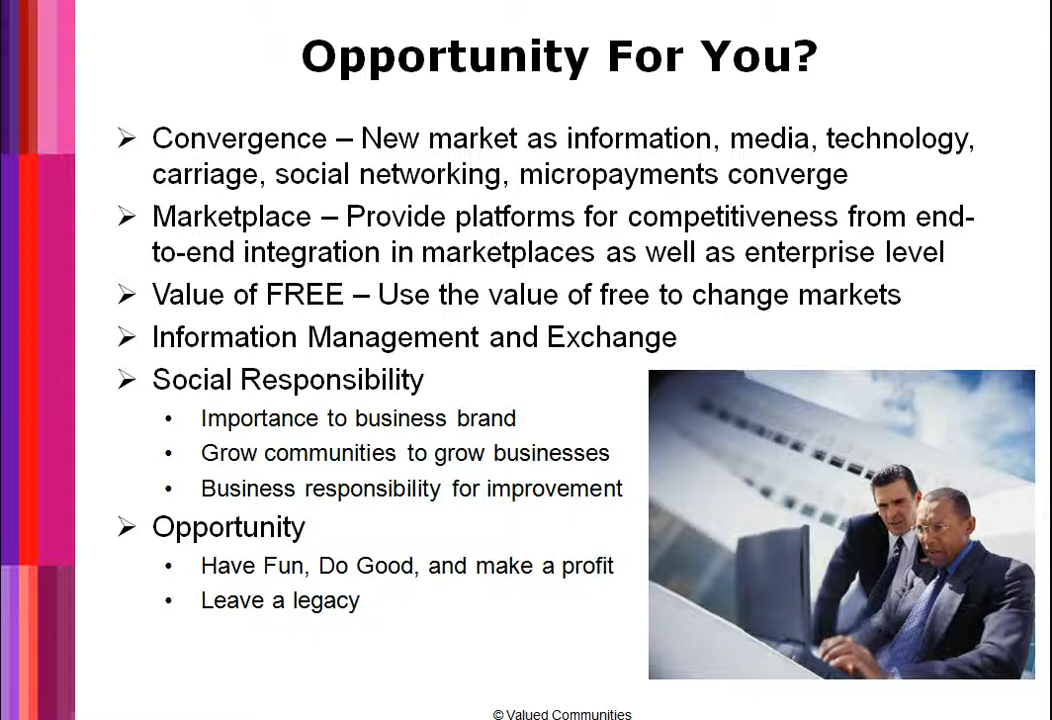 Opportunity For You?
➢ Convergence – New market as information, media, technology,
carriage, social networking, micropayments converge
➢ Marketplace – Provide platforms for competitiveness from end-
to-end integration in marketplaces as well as enterprise level
➢ Value of FREE – Use the value of free to change markets
➢ Information Management and Exchange
➢ Social Responsibility
• Importance to business brand
• Grow communities to grow businesses
• Business responsibility for improvement
➢ Opportunity
• Have Fun, Do Good, and make a profit
• Leave a legacy
© Valued Communities